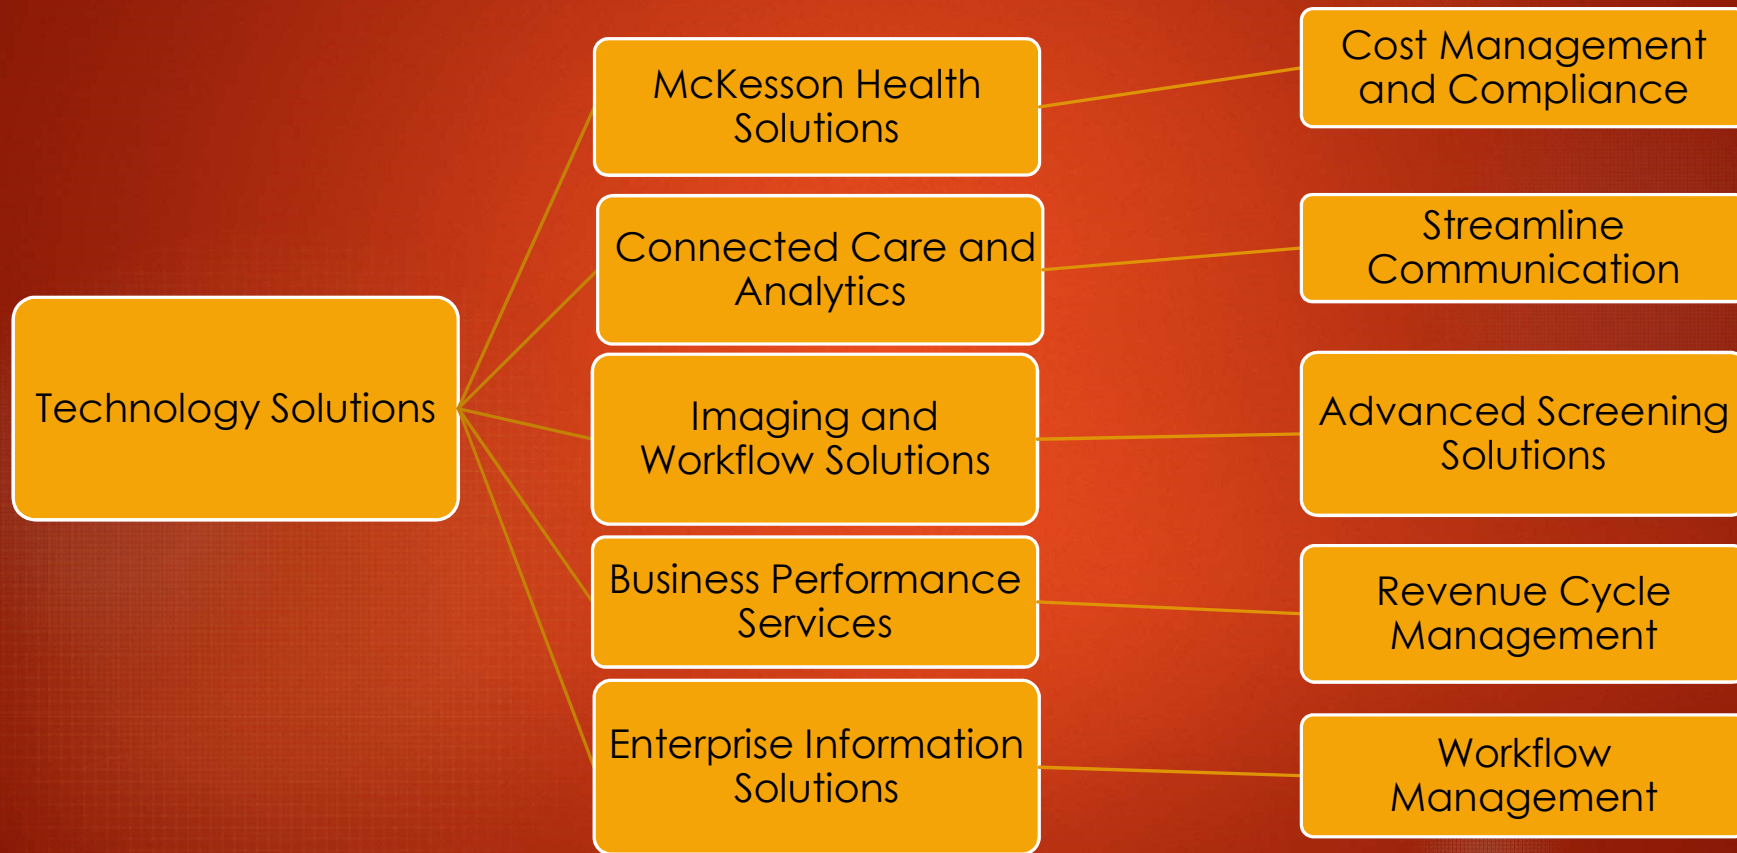 Technology Solutions
McKesson Health
Solutions
Connected Care and
Analytics
Imaging and
Workflow Solutions
Business Performance
Services
Enterprise Information
Solutions
Cost Management
and Compliance
Streamline
Communication
Advanced Screening
Solutions
Revenue Cycle
Management
Workflow
Management